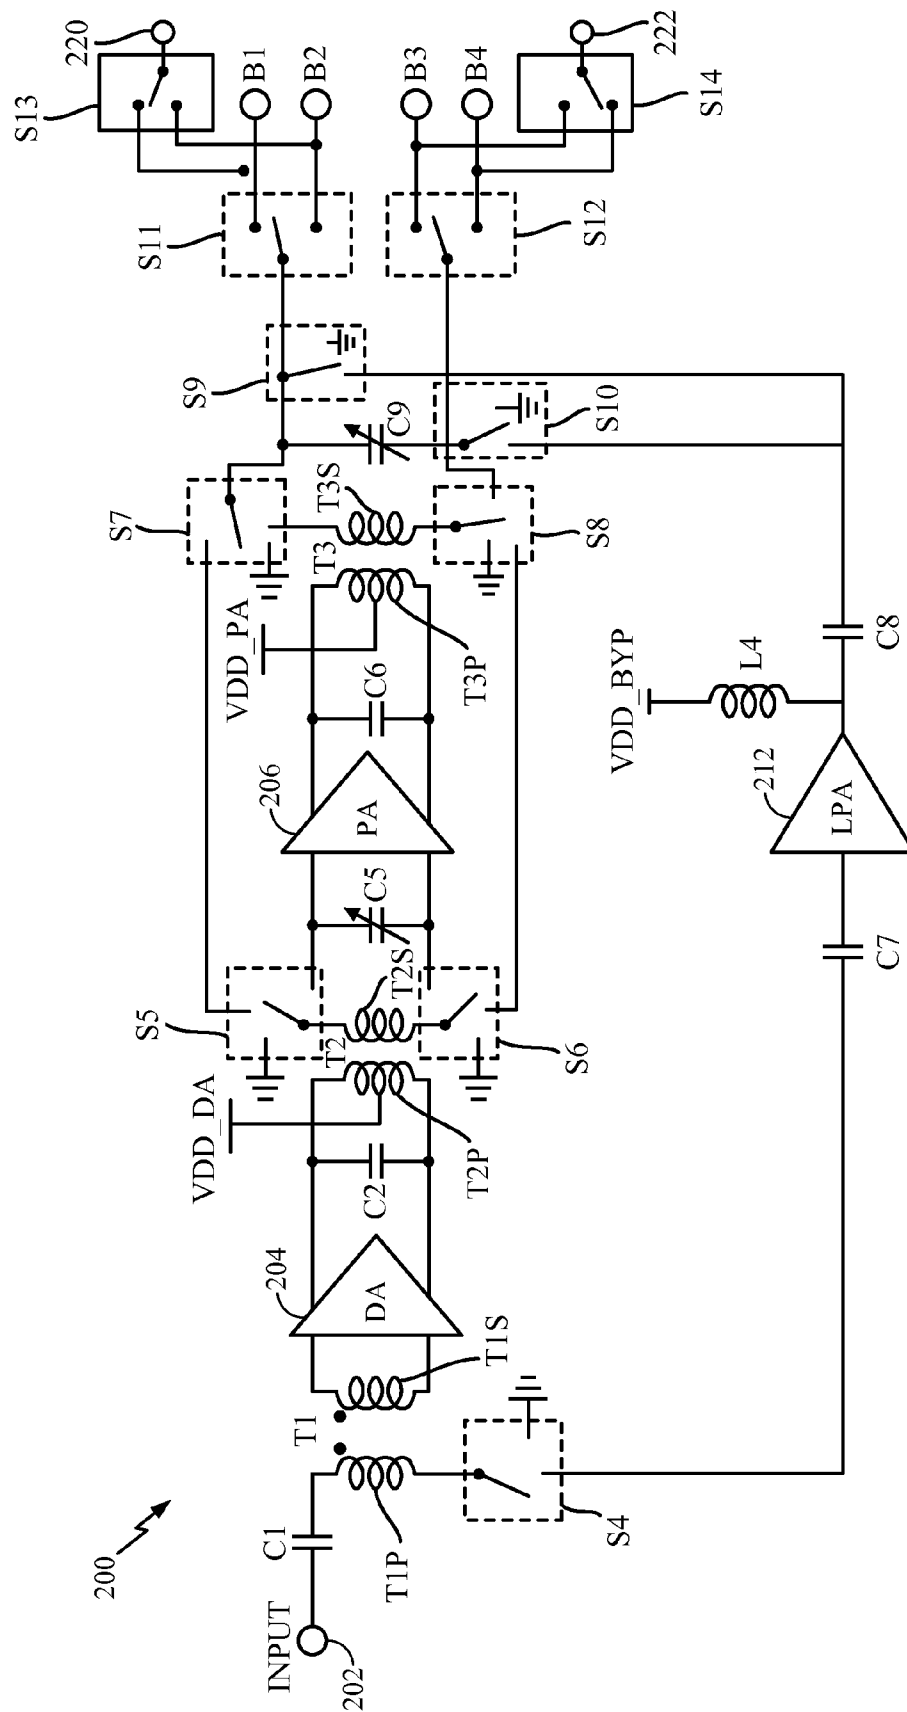 200
INPUT
202
C1
T1P
T1
T1S
S4
204
DA
C2
VDD_DA
T2P
T2
T2S
S5
S6
C5
206
PA
C6
VDD_PA
T3P
T3
T3S
S7
S8
C9
S9
S10
S11
S12
S13
220
B1
B2
B3
B4
222
S14
C7
212
LPA
VDD_BYP
L4
C8